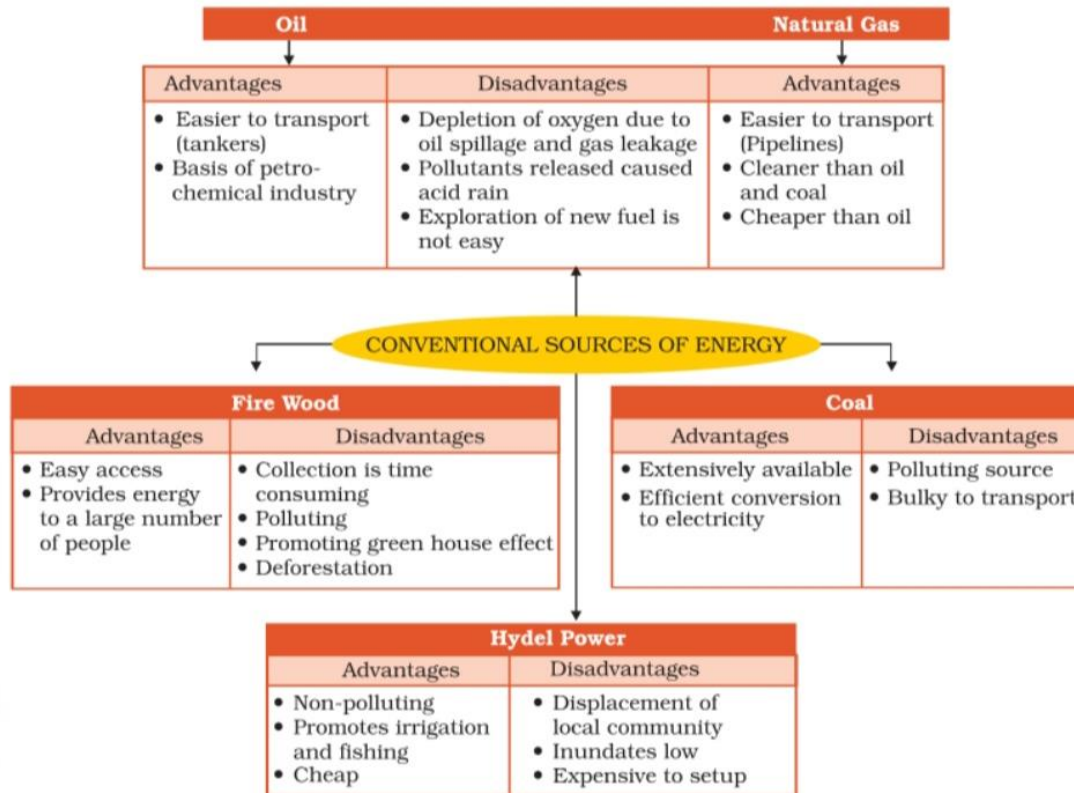 Oil
Natural Gas
Advantages
Disadvantages
Advantages
• Easier to transport
(tankers)
• Basis of petro-
chemical industry
• Depletion of oxygen due to
oil spillage and gas leakage
• Pollutants released caused
acid rain
• Exploration of new fuel is
not easy
• Easier to transport
(Pipelines)
• Cleaner than oil
and coal
• Cheaper than oil
CONVENTIONAL SOURCES OF ENERGY
Fire Wood
Advantages
Disadvantages
• Easy access
• Provides energy
to a large number
of people
• Collection is time
consuming
• Polluting
• Promoting green house effect
• Deforestation
Coal
Advantages
Disadvantages
• Extensively available
• Efficient conversion
to electricity
• Polluting source
• Bulky to transport
Hydel Power
Advantages
Disadvantages
• Non-polluting
• Promotes irrigation
and fishing
• Cheap
• Displacement of
local community
• Inundates low
• Expensive to setup